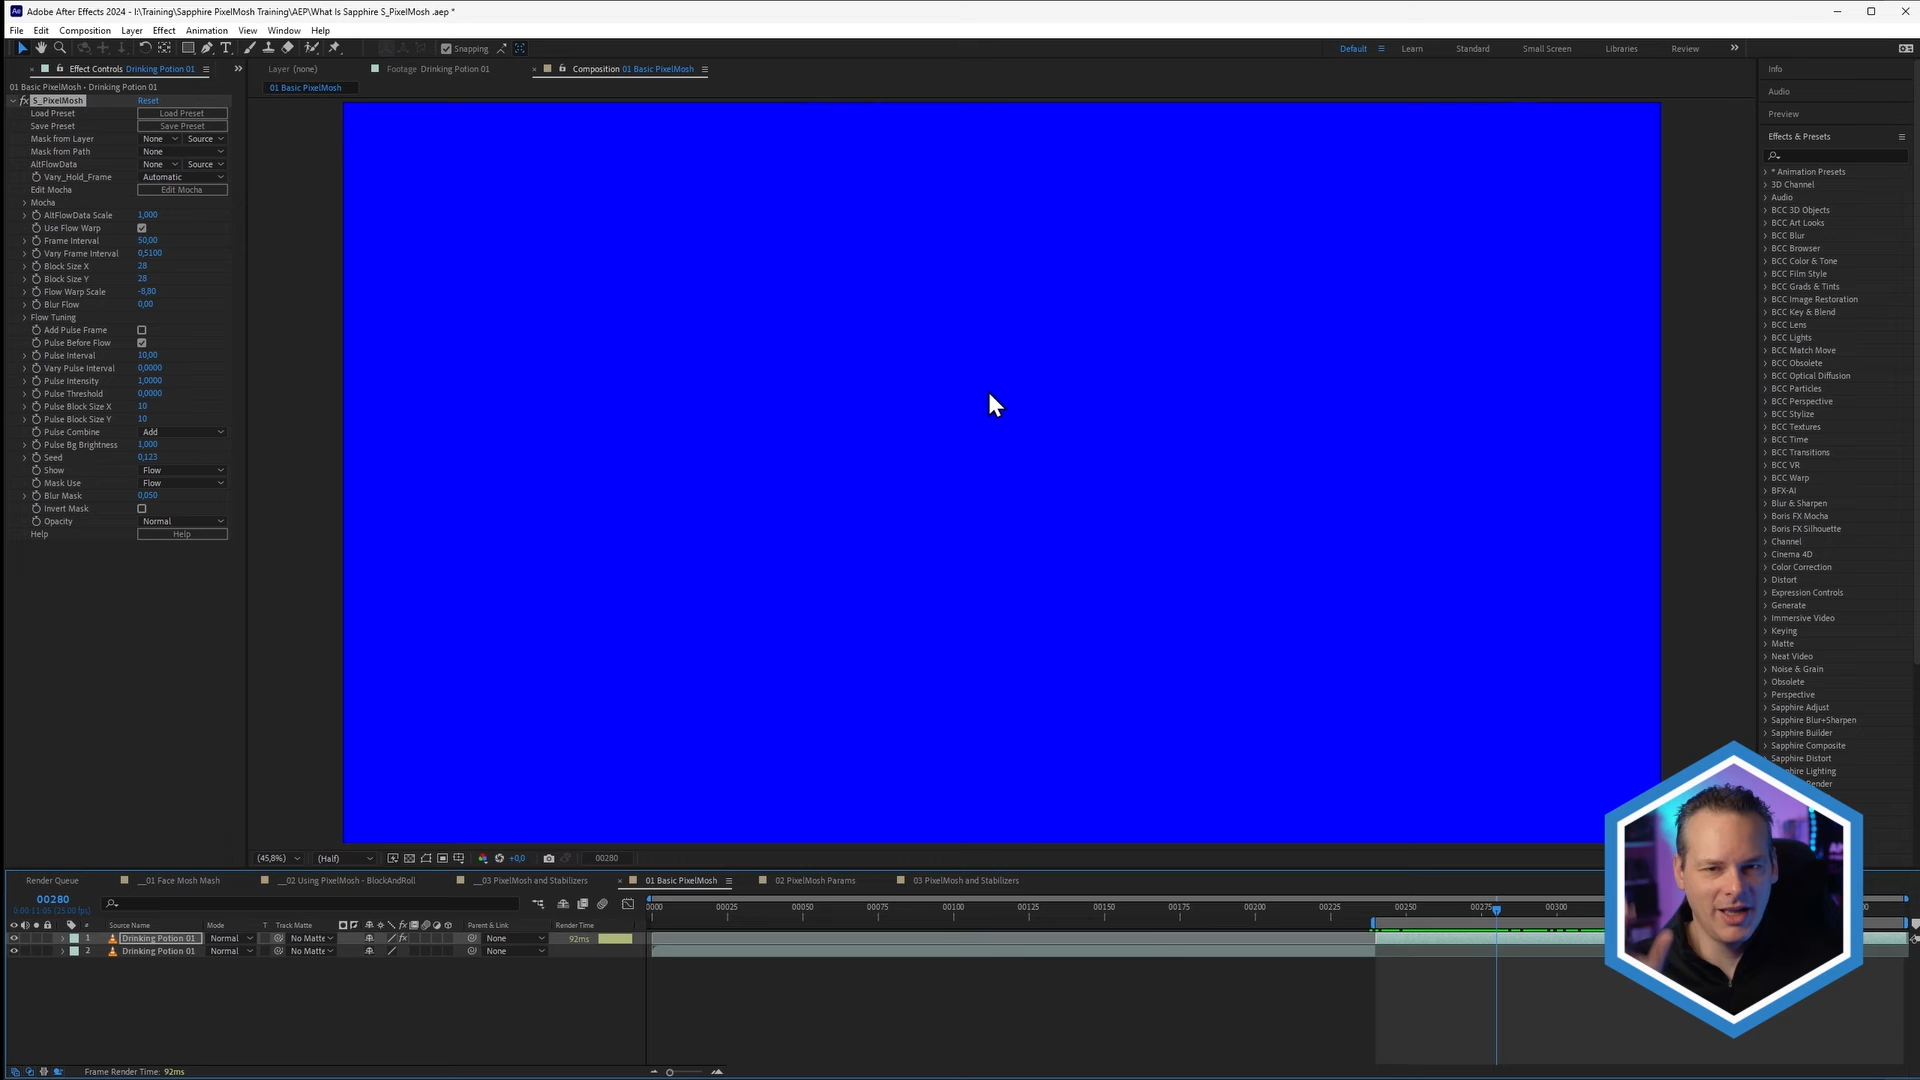 Adobe After Effects 2024 - I:\Training\Sapphire PixelMosh Training\AEP\What Is Sapphire S_PixelMosh .aep *
File Edit Composition Layer Effect Animation View Window Help
Snapping Default Learn Standard Small Screen Libraries Review
Effect Controls Drinking Potion 01
01 Basic PixelMosh • Drinking Potion 01
S_PixelMosh Reset
Load Preset Load Preset
Save Preset Save Preset
Mask from Layer None Source
Mask from Path None
AltFlowData None Source
Vary_Hold_Frame Automatic
Edit Mocha Edit Mocha
Mocha
AltFlowData Scale 1,000
Use Flow Warp
Frame Interval 50,00
Vary Frame Interval 0,5100
Block Size X 28
Block Size Y 28
Flow Warp Scale -8,80
Blur Flow 0,00
Flow Tuning
Add Pulse Frame
Pulse Before Flow
Pulse Interval 10,00
Vary Pulse Interval 0,0000
Pulse Intensity 1,0000
Pulse Threshold 0,0000
Pulse Block Size X 10
Pulse Block Size Y 10
Pulse Combine Add
Pulse Bg Brightness 1,000
Seed 0,123
Show Flow
Mask Use Flow
Blur Mask 0,050
Invert Mask
Opacity Normal
Help Help
Layer (none) Footage Drinking Potion 01 Composition 01 Basic PixelMosh
01 Basic PixelMosh
(45,8%) (Half) +0,0 00280
Info
Audio
Preview
Effects & Presets
* Animation Presets
3D Channel
Audio
BCC 3D Objects
BCC Art Looks
BCC Blur
BCC Browser
BCC Color & Tone
BCC Film Style
BCC Grads & Tints
BCC Image Restoration
BCC Key & Blend
BCC Lens
BCC Lights
BCC Match Move
BCC Obsolete
BCC Optical Diffusion
BCC Particles
BCC Perspective
BCC Stylize
BCC Textures
BCC Time
BCC Transitions
BCC VR
BCC Warp
BFX-AI
Blur & Sharpen
Boris FX Mocha
Boris FX Silhouette
Channel
Cinema 4D
Color Correction
Distort
Expression Controls
Generate
Immersive Video
Keying
Matte
Neat Video
Noise & Grain
Obsolete
Perspective
Sapphire Adjust
Sapphire Blur+Sharpen
Sapphire Builder
Sapphire Composite
Sapphire Distort
Lighting
Render Queue __01 Face Mosh Mash __02 Using PixelMosh - BlockAndRoll __03 PixelMosh and Stabilizers 01 Basic PixelMosh 02 PixelMosh Params 03 PixelMosh and Stabilizers
00280
0:00:11:05 (25.00 fps)
0000 00025 00050 00075 00100 00125 00150 00175 00200 00225 00250 00275 00300
# Source Name Mode T Track Matte Parent & Link Render Time
1 Drinking Potion 01 Normal No Matte None 92ms
2 Drinking Potion 01 Normal No Matte None
Frame Render Time: 92ms